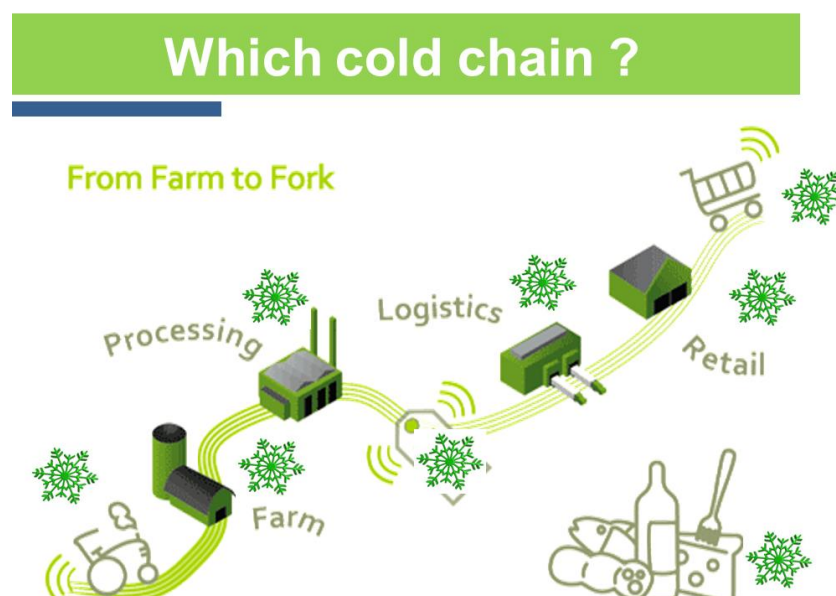 Which cold chain ?
From Farm to Fork
Processing
Logistics
Retail
Farm